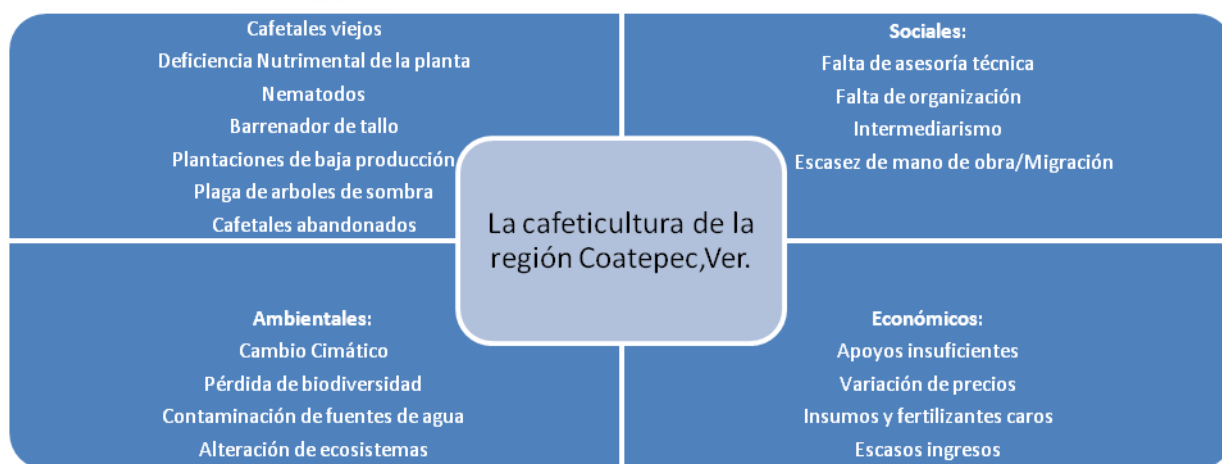 Cafetales viejos
Deficiencia Nutrimental de la planta
Nematodos
Barrenador de tallo
Plantaciones de baja producción
Plaga de arboles de sombra
Cafetales abandonados
Sociales:
Falta de asesoría técnica
Falta de organización
Intermediarismo
Escasez de mano de obra/Migración
La cafeticultura de la
región Coatepec,Ver.
Ambientales:
Cambio Cimático
Pérdida de biodiversidad
Contaminación de fuentes de agua
Alteración de ecosistemas
Económicos:
Apoyos insuficientes
Variación de precios
Insumos y fertilizantes caros
Escasos ingresos